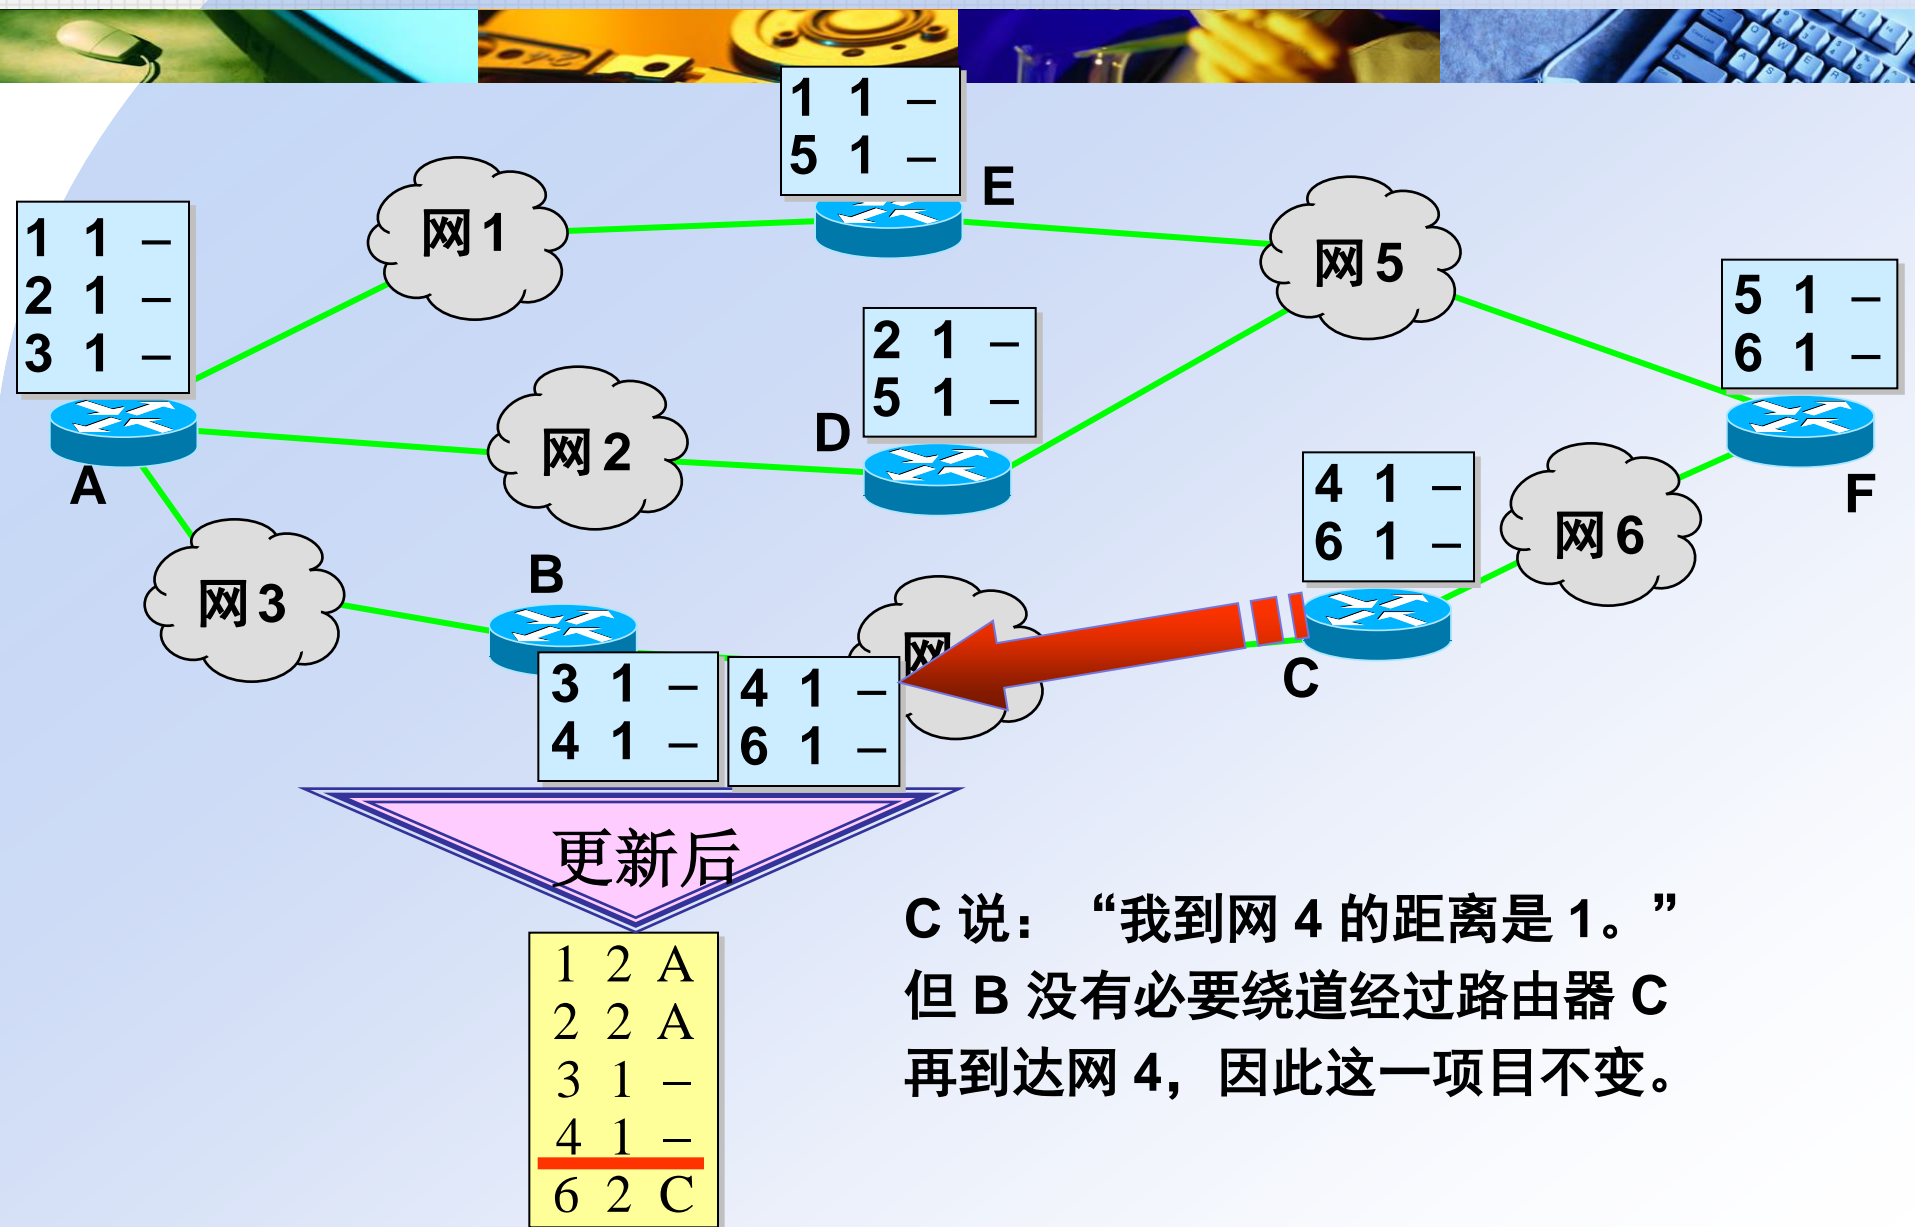 1 1 –
5 1 –
E
1 1 –
2 1 –
3 1 –
网1
网5
5 1 –
6 1 –
2 1 –
5 1 –
D
网2
A
F
4 1 –
6 1 –
网6
B
网3
网
C
3 1 –
4 1 –
4 1 –
6 1 –
更新后
1 2 A
2 2 A
3 1 –
4 1 –
6 2 C
C 说：“我到网 4 的距离是 1。”
但 B 没有必要绕道经过路由器 C
再到达网 4，因此这一项目不变。